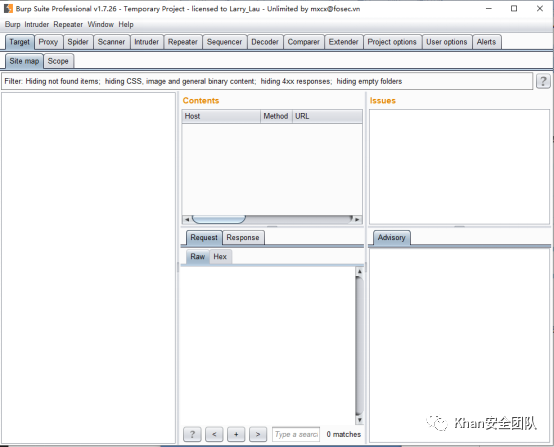 Burp Suite Professional v1.7.26 - Temporary Project - licensed to Larry_Lau - Unlimited by mxcx@fosec.vn
Burp Intruder Repeater Window Help
Target Proxy Spider Scanner Intruder Repeater Sequencer Decoder Comparer Extender Project options User options Alerts
Site map Scope
Filter: Hiding not found items; hiding CSS, image and general binary content; hiding 4xx responses; hiding empty folders
?
Contents
Host Method URL
Issues
Request Response
Raw Hex
Advisory
? < + >
Type a searc
0 matches
Khan安全团队